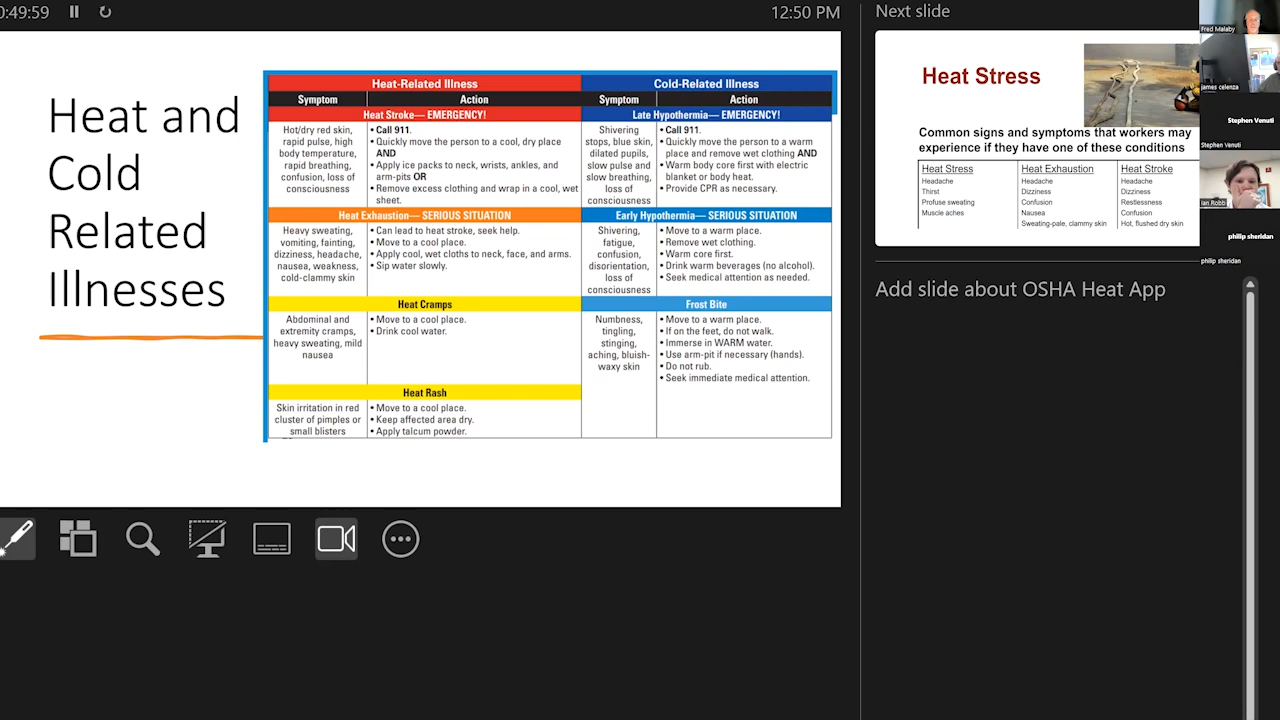 0:49:59
12:50 PM
Heat and
Cold
Related
Illnesses
Heat-Related Illness
Symptom Action
Heat Stroke— EMERGENCY!
Hot/dry red skin,
rapid pulse, high
body temperature,
rapid breathing,
confusion, loss of
consciousness
• Call 911.
• Quickly move the person to a cool, dry place
AND
• Apply ice packs to neck, wrists, ankles, and
arm-pits OR
• Remove excess clothing and wrap in a cool, wet
sheet.
Heat Exhaustion— SERIOUS SITUATION
Heavy sweating,
vomiting, fainting,
dizziness, headache,
nausea, weakness,
cold-clammy skin
• Can lead to heat stroke, seek help.
• Move to a cool place.
• Apply cool, wet cloths to neck, face, and arms.
• Sip water slowly.
Heat Cramps
Abdominal and
extremity cramps,
heavy sweating, mild
nausea
• Move to a cool place.
• Drink cool water.
Heat Rash
Skin irritation in red
cluster of pimples or
small blisters
• Move to a cool place.
• Keep affected area dry.
• Apply talcum powder.
Cold-Related Illness
Symptom Action
Late Hypothermia— EMERGENCY!
Shivering
stops, blue skin,
dilated pupils,
slow pulse and
slow breathing,
loss of
consciousness
• Call 911.
• Quickly move the person to a warm
place and remove wet clothing AND
• Warm body core first with electric
blanket or body heat.
• Provide CPR as necessary.
Early Hypothermia— SERIOUS SITUATION
Shivering,
fatigue,
confusion,
disorientation,
loss of
consciousness
• Move to a warm place.
• Remove wet clothing.
• Warm core first.
• Drink warm beverages (no alcohol).
• Seek medical attention as needed.
Frost Bite
Numbness,
tingling,
stinging,
aching, bluish-
waxy skin
• Move to a warm place.
• If on the feet, do not walk.
• Immerse in WARM water.
• Use arm-pit if necessary (hands).
• Do not rub.
• Seek immediate medical attention.
Next slide
Heat Stress
Common signs and symptoms that workers may
experience if they have one of these conditions
Heat Stress
Headache
Thirst
Profuse sweating
Muscle aches
Heat Exhaustion
Headache
Dizziness
Confusion
Nausea
Sweating-pale, clammy skin
Heat Stroke
Headache
Dizziness
Restlessness
Confusion
Hot, flushed dry skin
Add slide about OSHA Heat App
Fred Malaby
james celenza
Stephen Venuti
Stephen Venuti
Ian Robb
philip sheridan
philip sheridan